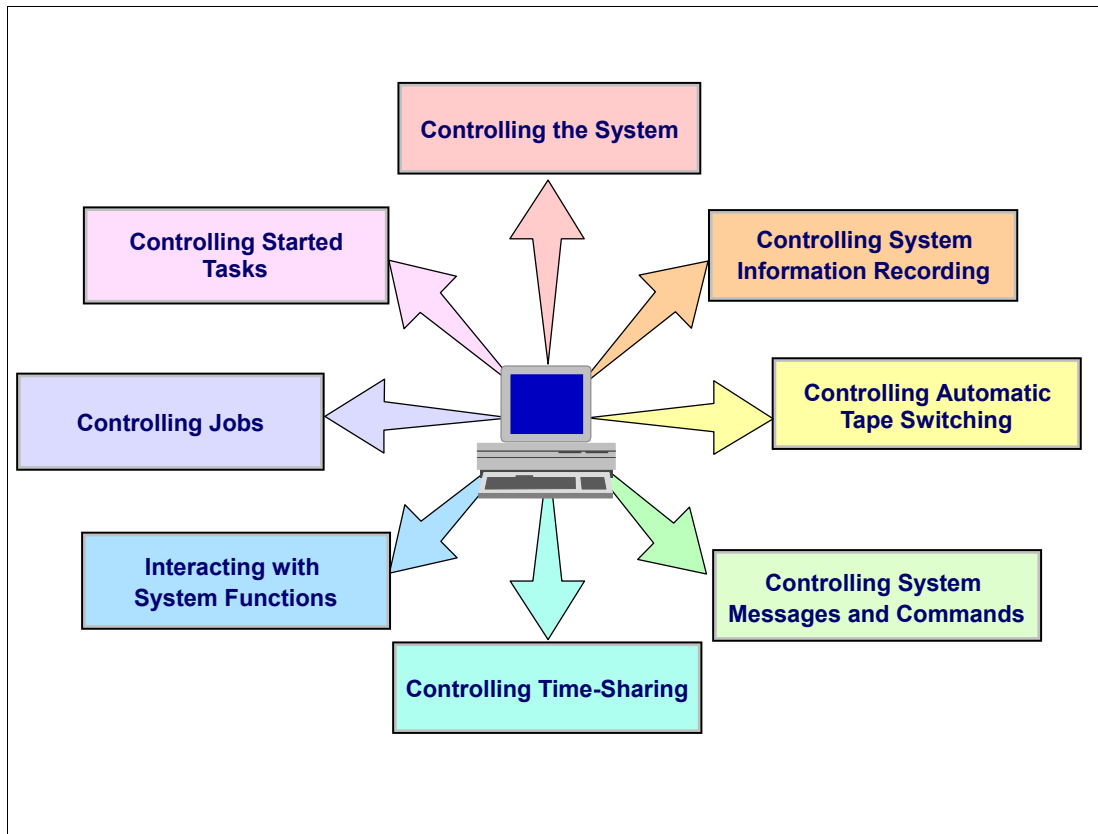 Controlling the System
Controlling Started
Tasks
Controlling System
Information Recording
Controlling Jobs
Controlling Automatic
Tape Switching
Interacting with
System Functions
Controlling System
Messages and Commands
Controlling Time-Sharing